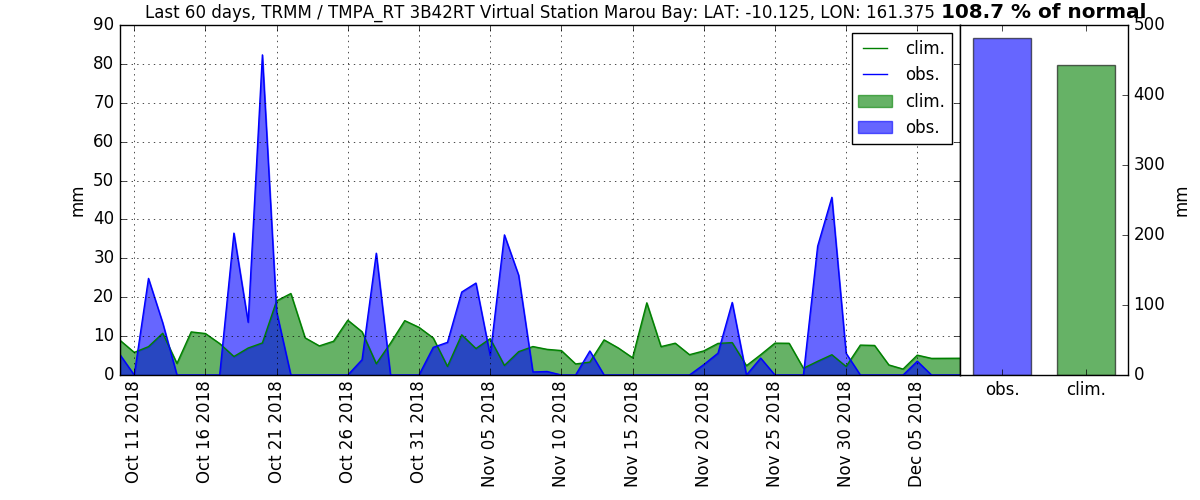 Last 60 days, TRMM / TMPA_RT 3B42RT Virtual Station Marou Bay: LAT: -10.125, LON: 161.375 108.7 % of normal
90
80
70
60
50
40
30
20
10
0
mm
clim.
obs.
clim.
obs.
Oct 11 2018
Oct 16 2018
Oct 21 2018
Oct 26 2018
Oct 31 2018
Nov 05 2018
Nov 10 2018
Nov 15 2018
Nov 20 2018
Nov 25 2018
Nov 30 2018
Dec 05 2018
500
400
300
200
100
0
mm
obs. clim.